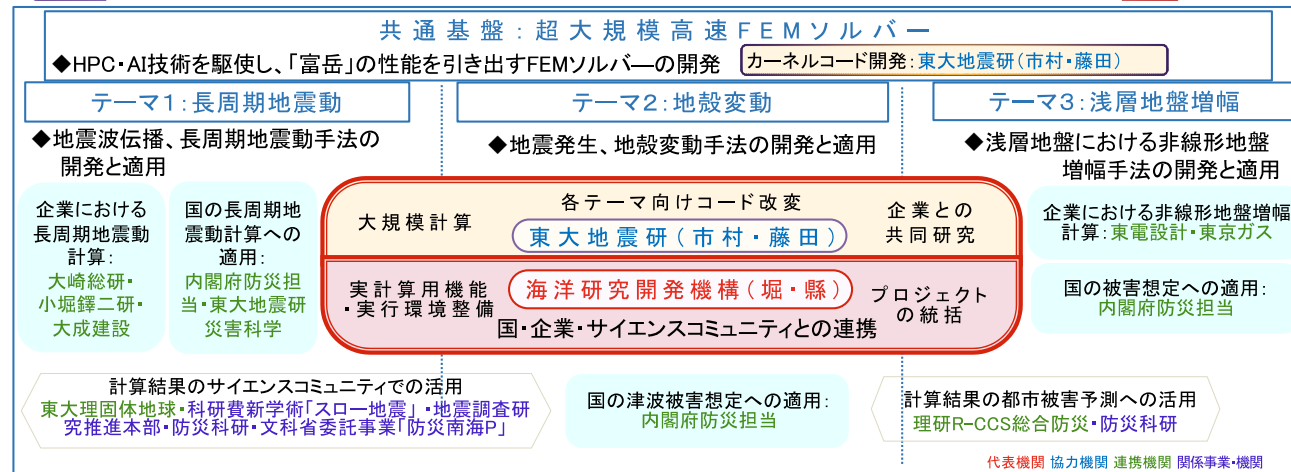 共通基盤:超大規模高速FEMソルバー
◆HPC・AI技術を駆使し、「富岳」の性能を引き出すFEMソルバーの開発
カーネルコード開発:東大地震研(市村・藤田)
テーマ1:長周期地震動
テーマ2:地殻変動
テーマ3:浅層地盤増幅
◆地震波伝播、長周期地震動手法の
開発と適用
◆地震発生、地殻変動手法の開発と適用
◆浅層地盤における非線形地盤
増幅手法の開発と適用
企業における
長周期地震動
計算:
大崎総研・
小堀鐸二研・
大成建設
国の長周期地
震動計算への
適用:
内閣府防災担
当・東大地震研
災害科学
大規模計算
各テーマ向けコード改変
東大地震研(市村・藤田)
企業との
共同研究
実計算用機能
・実行環境整備
海洋研究開発機構(堀・縣)
プロジェクト
の統括
国・企業・サイエンスコミュニティとの連携
企業における非線形地盤増幅
計算:東電設計・東京ガス
国の被害想定への適用:
内閣府防災担当
計算結果のサイエンスコミュニティでの活用
東大理固体地球・科研費新学術「スロー地震」・地震調査研
究推進本部・防災科研・文科省委託事業「防災南海P」
国の津波被害想定への適用:
内閣府防災担当
計算結果の都市被害予測への活用
理研R-CCS総合防災・防災科研
代表機関 協力機関 連携機関 関係事業・機関